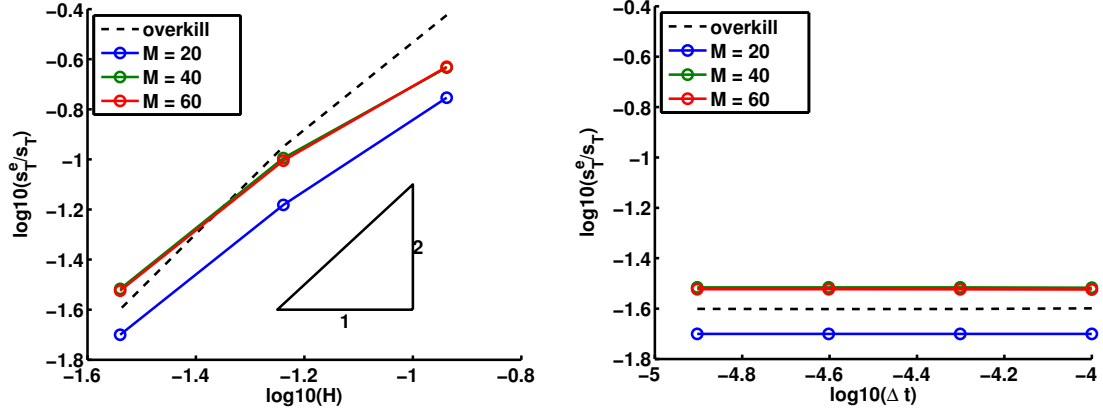 −0.4
−0.6
−0.8
−1
−1.2
−1.4
−1.6
−1.8
log10(s_T^e/s_T)
overkill
M = 20
M = 40
M = 60
2
1
−1.6
−1.4
−1.2
−1
−0.8
log10(H)
−0.4
−0.6
−0.8
−1
−1.2
−1.4
−1.6
−1.8
log10(s_T^e/s_T)
overkill
M = 20
M = 40
M = 60
−5
−4.8
−4.6
−4.4
−4.2
−4
log10(Δ t)